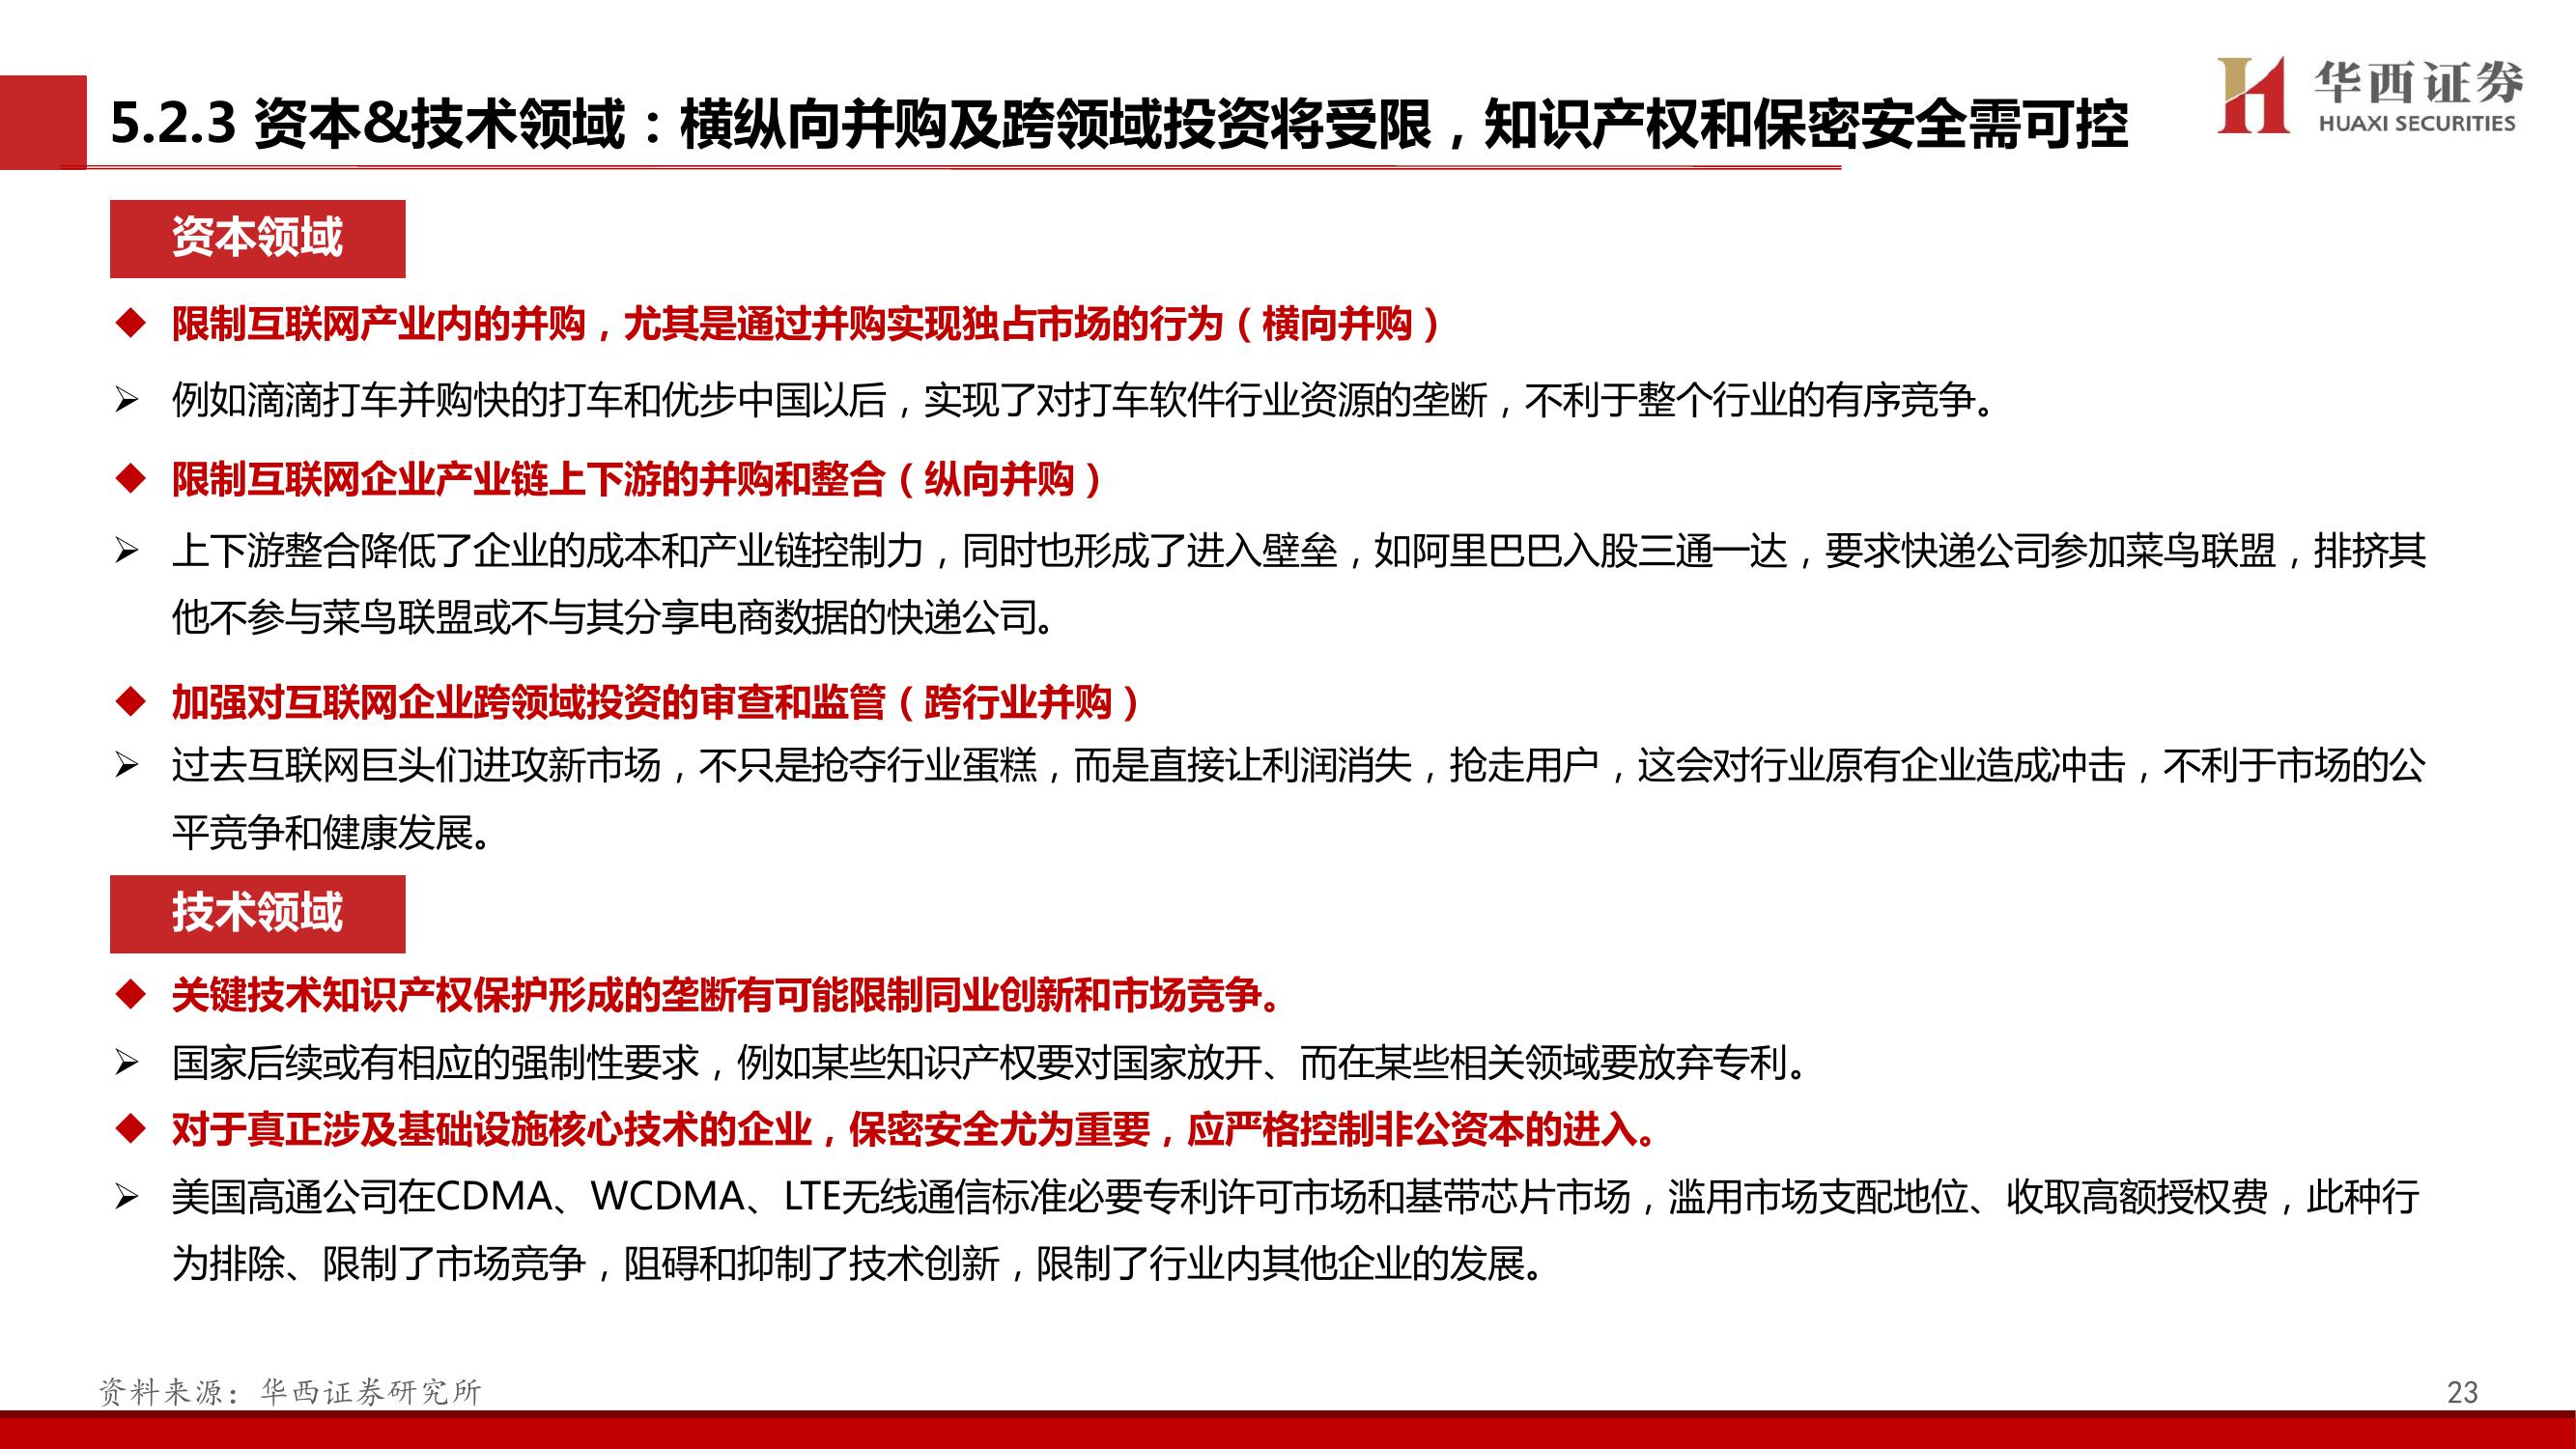 5.2.3 资本&技术领域：横纵向并购及跨领域投资将受限，知识产权和保密安全需可控
华西证券
HUAXI SECURITIES
资本领域
限制互联网产业内的并购，尤其是通过并购实现独占市场的行为（横向并购）
例如滴滴打车并购快的打车和优步中国以后，实现了对打车软件行业资源的垄断，不利于整个行业的有序竞争。
限制互联网企业产业链上下游的并购和整合（纵向并购）
上下游整合降低了企业的成本和产业链控制力，同时也形成了进入壁垒，如阿里巴巴入股三通一达，要求快递公司参加菜鸟联盟，排挤其
他不参与菜鸟联盟或不与其分享电商数据的快递公司。
加强对互联网企业跨领域投资的审查和监管（跨行业并购）
过去互联网巨头们进攻新市场，不只是抢夺行业蛋糕，而是直接让利润消失，抢走用户，这会对行业原有企业造成冲击，不利于市场的公
平竞争和健康发展。
技术领域
关键技术知识产权保护形成的垄断有可能限制同业创新和市场竞争。
国家后续或有相应的强制性要求，例如某些知识产权要对国家放开、而在某些相关领域要放弃专利。
对于真正涉及基础设施核心技术的企业，保密安全尤为重要，应严格控制非公资本的进入。
美国高通公司在CDMA、WCDMA、LTE无线通信标准必要专利许可市场和基带芯片市场，滥用市场支配地位、收取高额授权费，此种行
为排除、限制了市场竞争，阻碍和抑制了技术创新，限制了行业内其他企业的发展。
资料来源：华西证券研究所
23